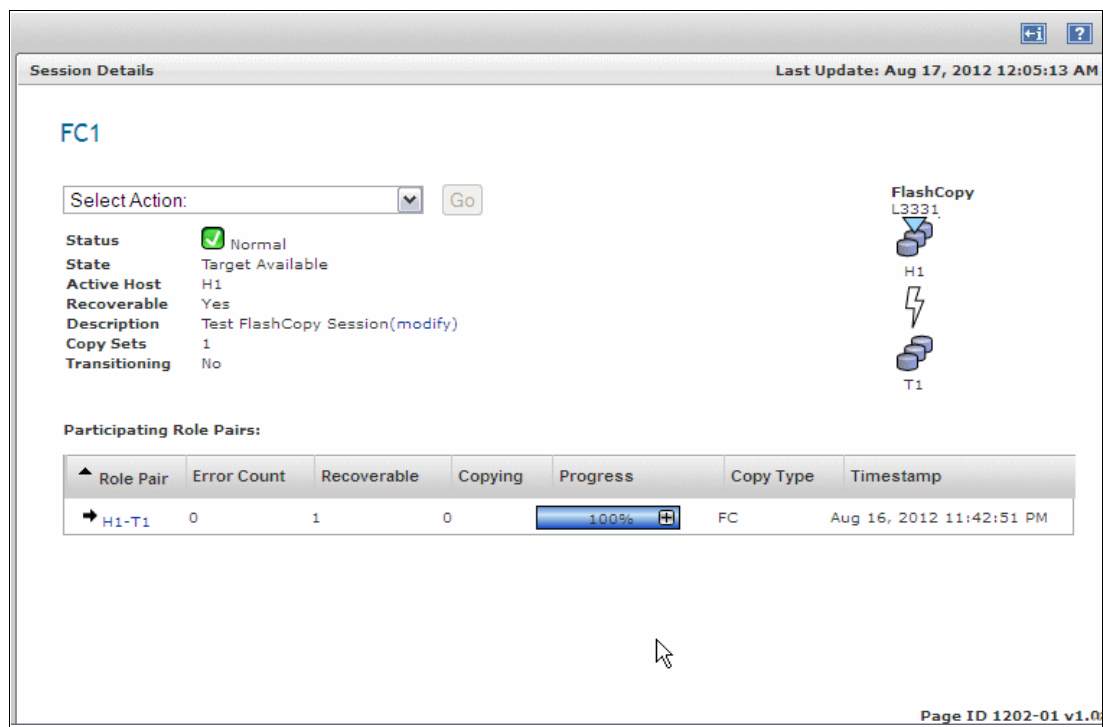 Session Details Last Update: Aug 17, 2012 12:05:13 AM
FC1
Select Action: Go
FlashCopy
L3331
Status Normal
State Target Available
Active Host H1
Recoverable Yes
Description Test FlashCopy Session(modify)
Copy Sets 1
Transitioning No
H1
T1
Participating Role Pairs:
Role Pair Error Count Recoverable Copying Progress Copy Type Timestamp
H1-T1 0 1 0 100% FC Aug 16, 2012 11:42:51 PM
Page ID 1202-01 v1.0